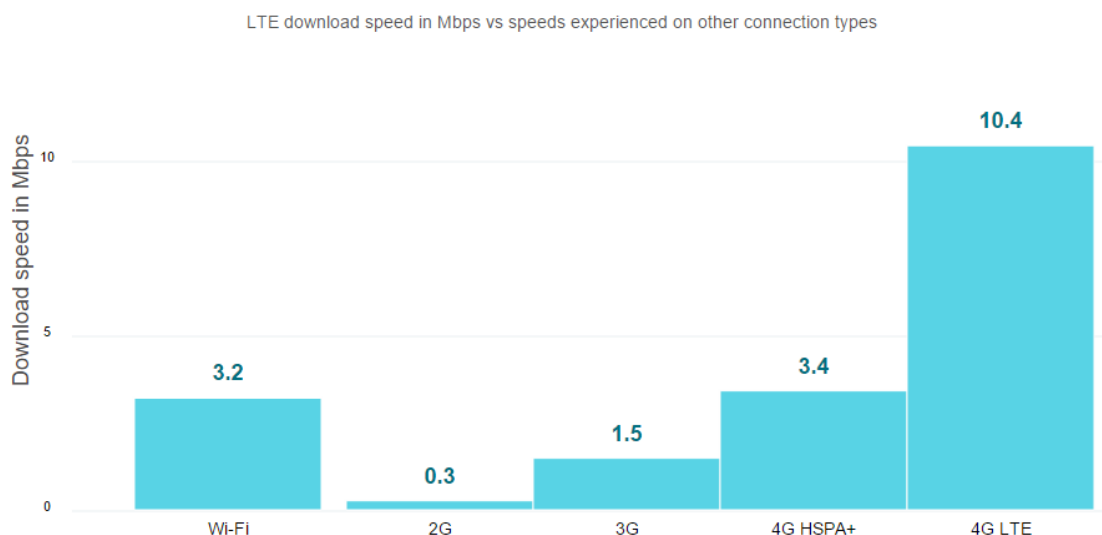 LTE download speed in Mbps vs speeds experienced on other connection types
Download speed in Mbps
10
5
0
3.2
0.3
1.5
3.4
10.4
Wi-Fi
2G
3G
4G HSPA+
4G LTE